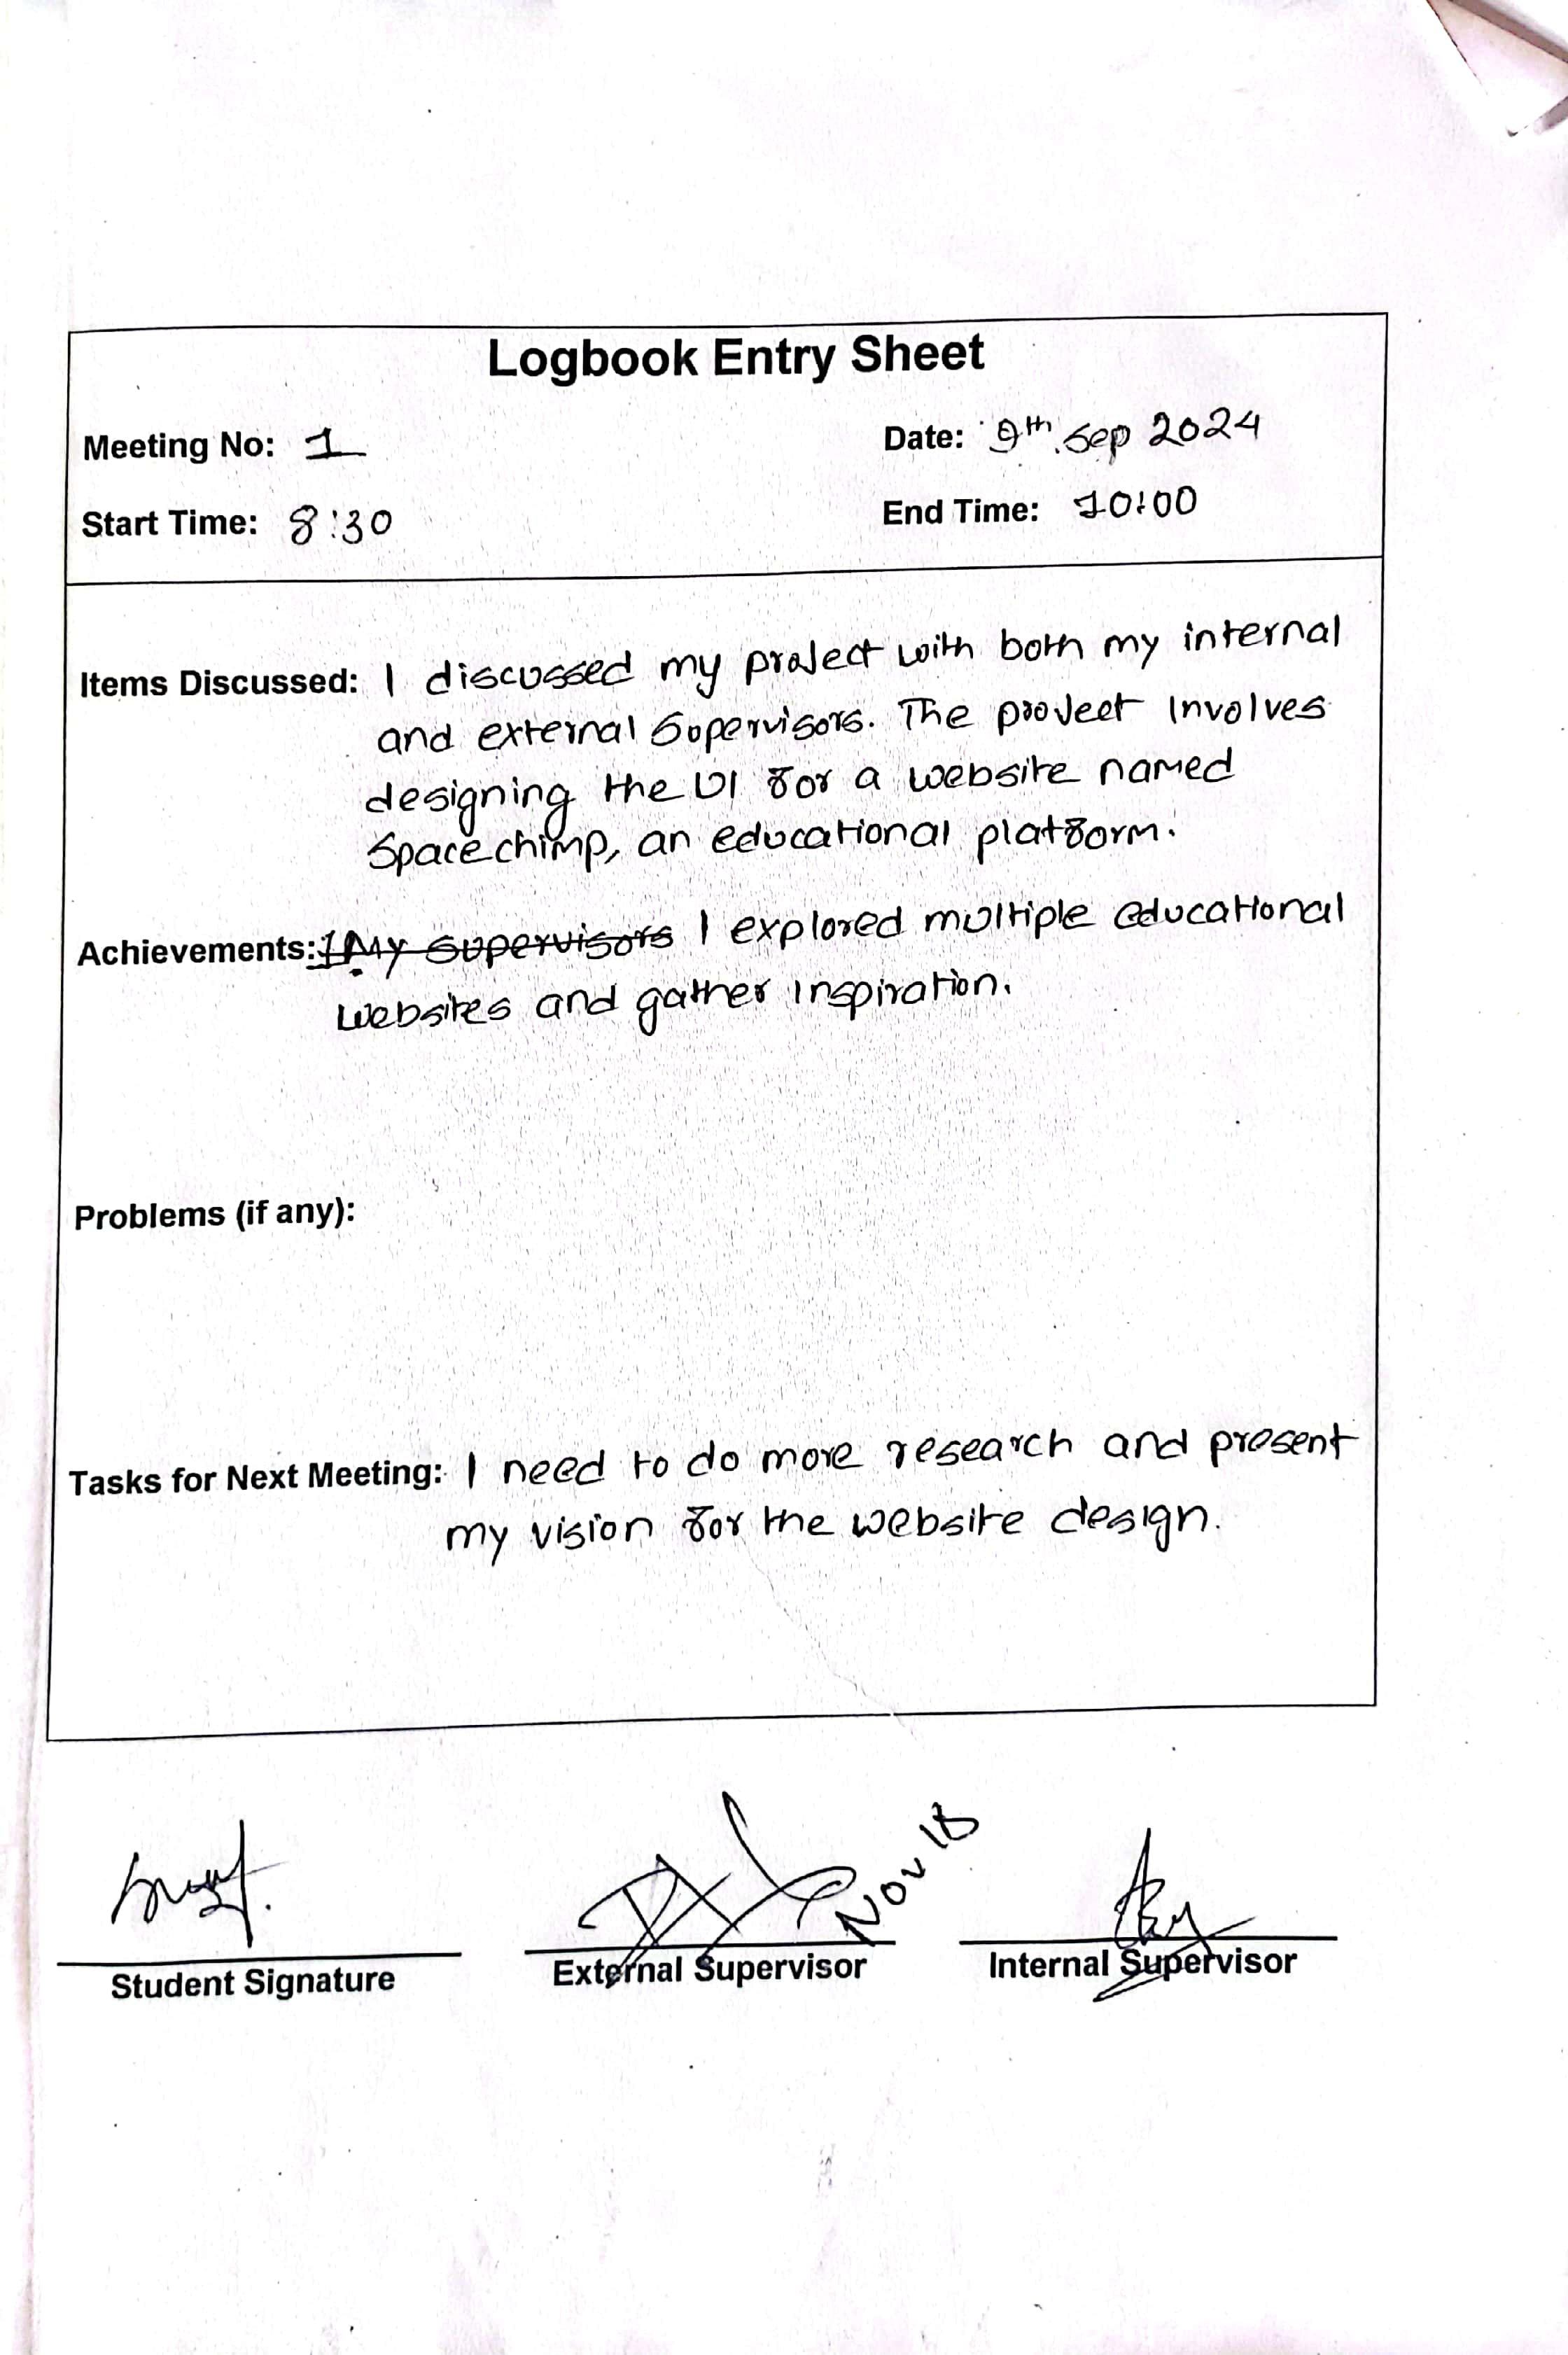 Logbook Entry Sheet
Meeting No: 1
Date: 9th Sep 2024
Start Time: 8:30
End Time: 10:00
Items Discussed: I discussed my project with both my internal
and external Supervisors. The project Involves
designing the UI for a website named
Spacechimp, an educational platform.
Achievements: 1. My supervisors I explored multiple educational
websites and gather inspiration.
Problems (if any):
Tasks for Next Meeting: I need to do more research and present
my vision for the website design.
Nov 18
Student Signature
External Supervisor
Internal Supervisor